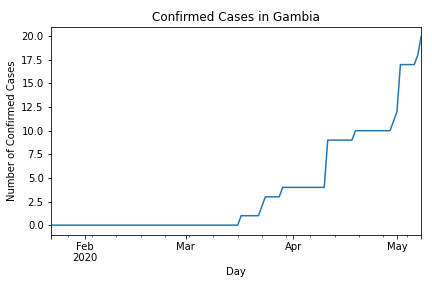 Confirmed Cases in Gambia
Number of Confirmed Cases
20.0
17.5
15.0
12.5
10.0
7.5
5.0
2.5
0.0
Feb
2020
Mar
Apr
May
Day